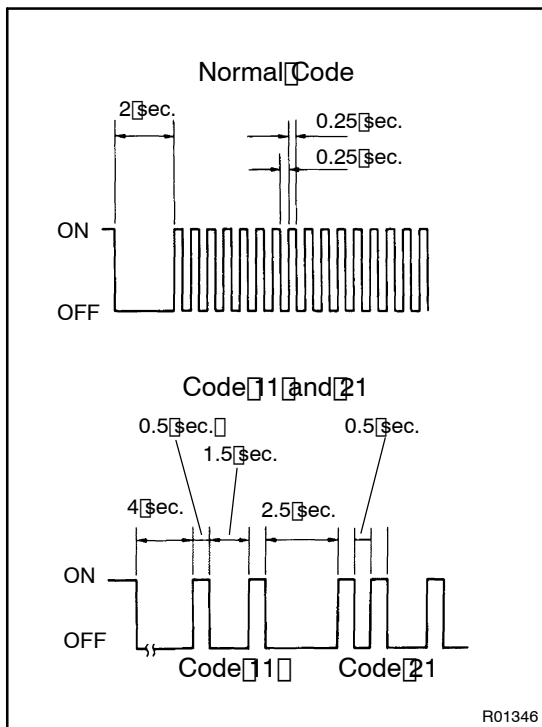 Normal Code
2 sec.
0.25 sec.
0.25 sec.
ON
OFF
Code 11 and 21
0.5 sec.
0.5 sec.
1.5 sec.
4 sec.
2.5 sec.
ON
OFF
Code 11
Code 21
R01346